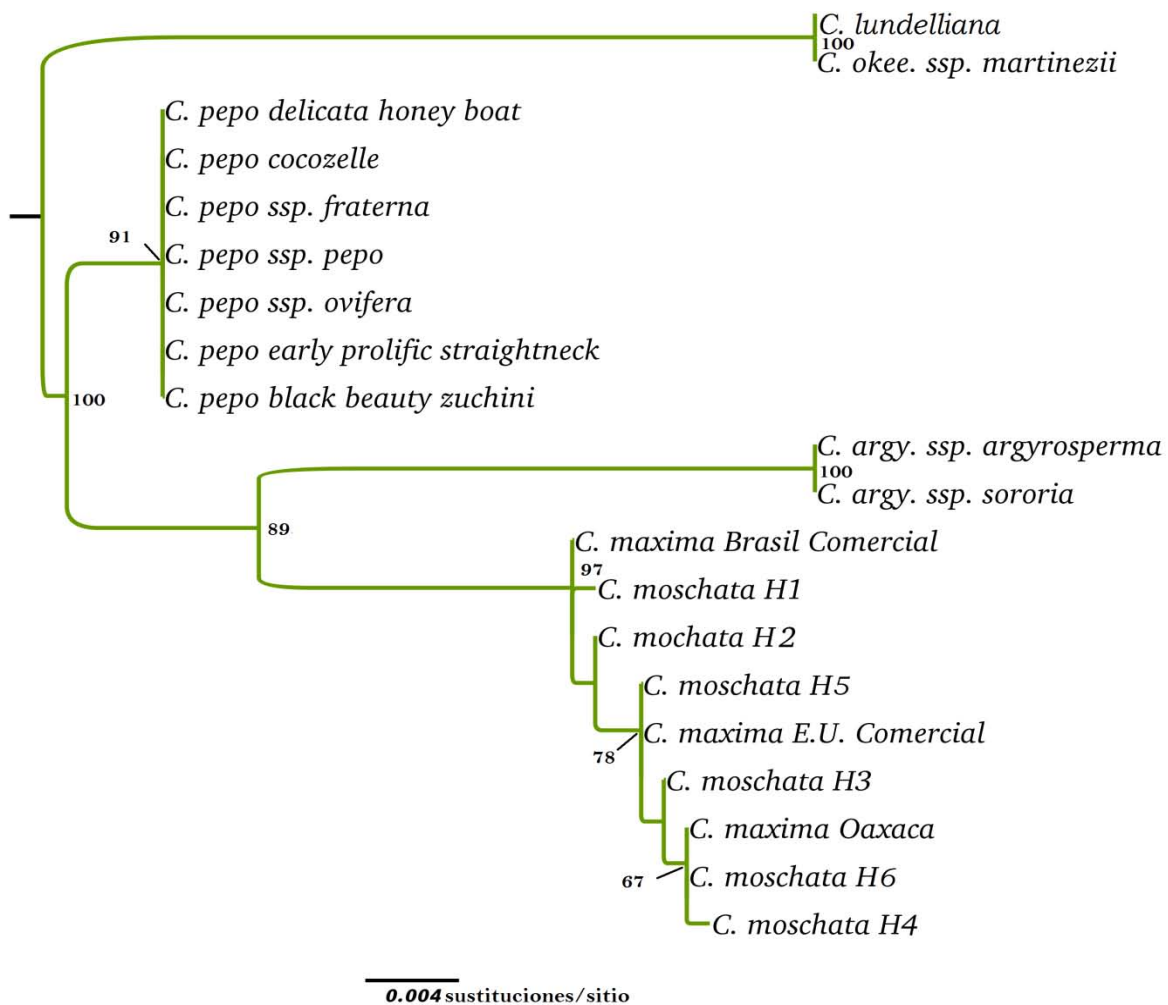 C. lundelliana
100
C. okee. ssp. martinezii
C. pepo delicata honey boat
C. pepo cocozelle
C. pepo ssp. fraterna
91
C. pepo ssp. pepo
C. pepo ssp. ovifera
C. pepo early prolific straightneck
C. pepo black beauty zuchini
100
C. argy. ssp. argyrosperma
100
C. argy. ssp. sororia
89
C. maxima Brasil Comercial
97
C. moschata H1
C. mochata H2
C. moschata H5
C. maxima E.U. Comercial
78
C. moschata H3
C. maxima Oaxaca
67
C. moschata H6
C. moschata H4
0.004 sustituciones/sitio